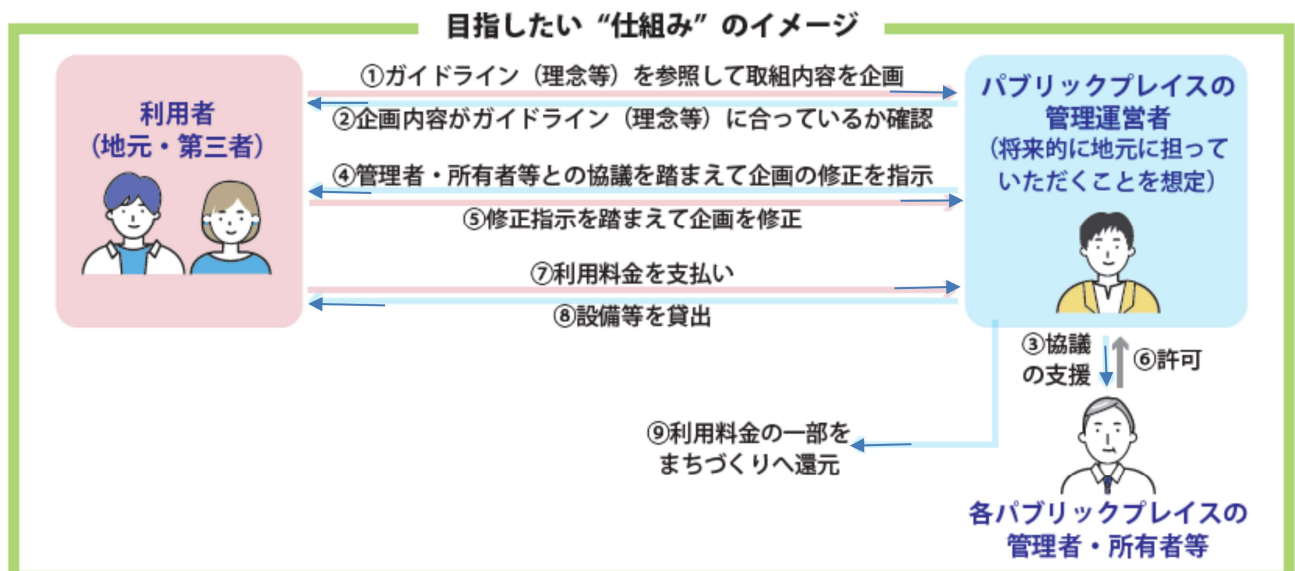 目指したい“仕組み”のイメージ
利用者
(地元・第三者)
①ガイドライン（理念等）を参照して取組内容を企画
②企画内容がガイドライン（理念等）に合っているか確認
④管理者・所有者等との協議を踏まえて企画の修正を指示
⑤修正指示を踏まえて企画を修正
⑦利用料金を支払い
⑧設備等を貸出
パブリックプレイスの
管理運営者
(将来的に地元に担って
いただくことを想定)
③協議
の支援
⑥許可
⑨利用料金の一部を
まちづくりへ還元
各パブリックプレイスの
管理者・所有者等